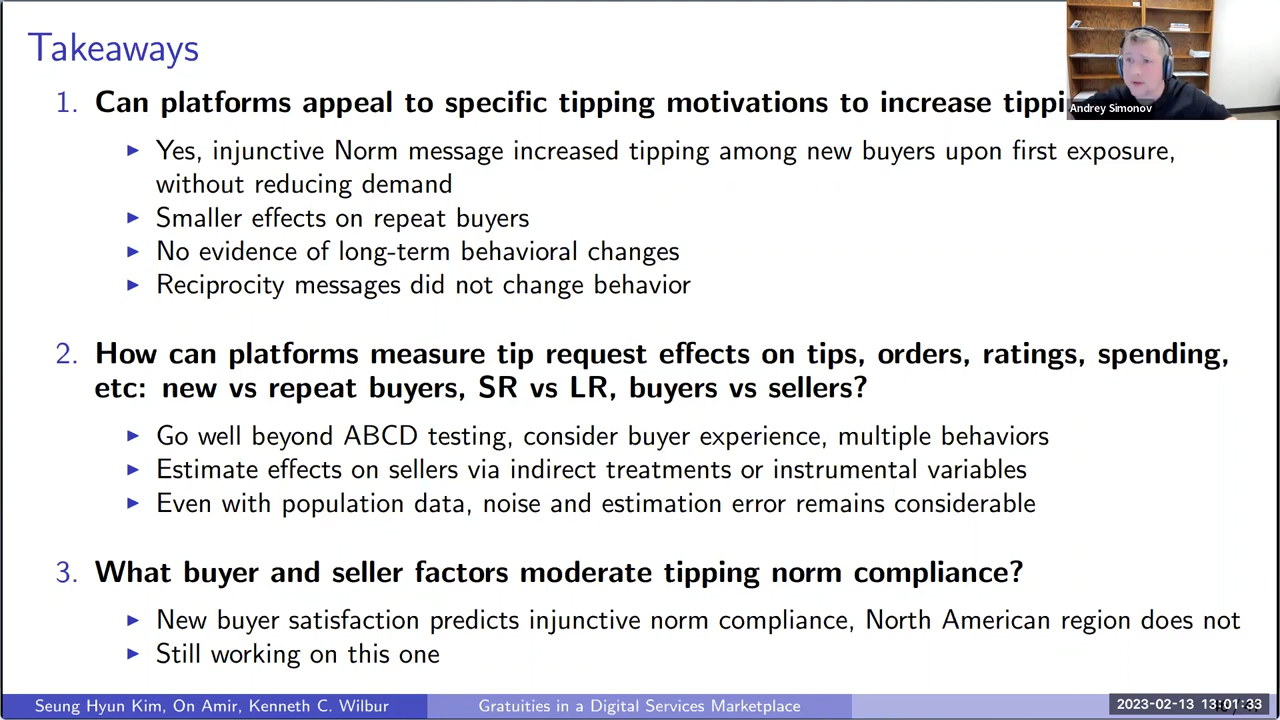 Takeaways
1. Can platforms appeal to specific tipping motivations to increase
Andrey Simonov
Yes, injunctive Norm message increased tipping among new buyers upon first exposure,
without reducing demand
Smaller effects on repeat buyers
No evidence of long-term behavioral changes
Reciprocity messages did not change behavior
2. How can platforms measure tip request effects on tips, orders, ratings, spending,
etc: new vs repeat buyers, SR vs LR, buyers vs sellers?
Go well beyond ABCD testing, consider buyer experience, multiple behaviors
Estimate effects on sellers via indirect treatments or instrumental variables
Even with population data, noise and estimation error remains considerable
3. What buyer and seller factors moderate tipping norm compliance?
New buyer satisfaction predicts injunctive norm compliance, North American region does not
Still working on this one
Seung Hyun Kim, On Amir, Kenneth C. Wilbur
Gratuities in a Digital Services Marketplace
2023-02-13 13:01:33